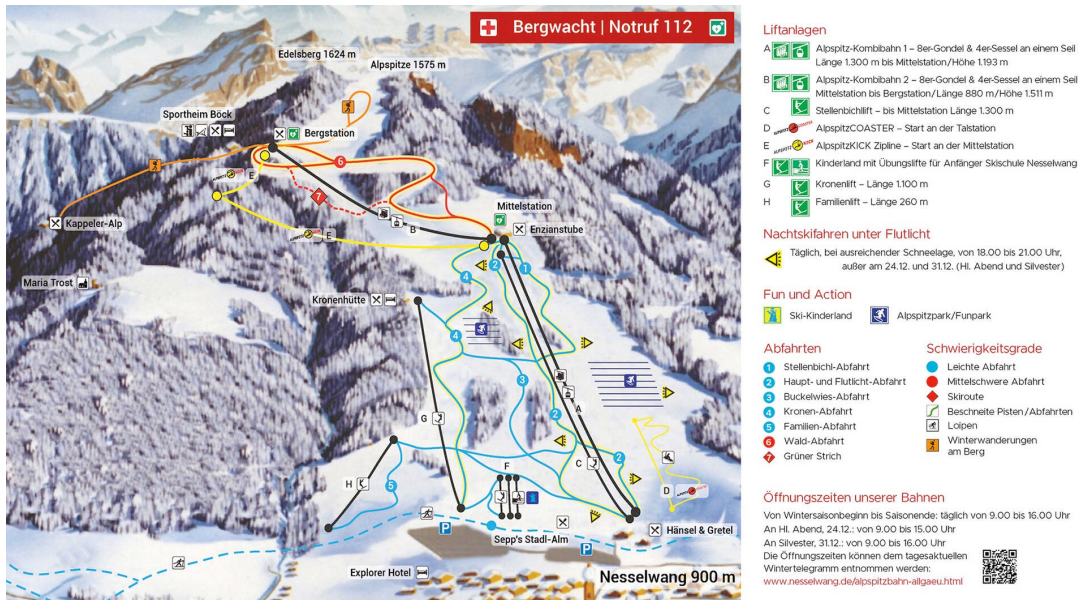 Bergwacht | Notruf 112
Edelsberg 1624 m
Alpspitze 1575 m
Sportheim Böck
Bergstation
6
E
7
Kappeler-Alp
B
E
Mittelstation
Enzianstube
Maria Trost
4
2
1
Kronenhütte
4
3
A
G
2
C
2
F
H
5
D
P
Hänsel & Gretel
Sepp's Stadl-Alm
P
Explorer Hotel
Nesselwang 900 m
Liftanlagen
A Alpspitz-Kombibahn 1 – 8er-Gondel & 4er-Sessel an einem Seil
Länge 1.300 m bis Mittelstation/Höhe 1.193 m
B Alpspitz-Kombibahn 2 – 8er-Gondel & 4er-Sessel an einem Seil
Mittelstation bis Bergstation/Länge 880 m/Höhe 1.511 m
C Stellenbichllift – bis Mittelstation Länge 1.300 m
D AlpspitzCOASTER – Start an der Talstation
E AlpspitzKICK Zipline – Start an der Mittelstation
F Kinderland mit Übungslifte für Anfänger Skischule Nesselwang
G Kronenlift – Länge 1.100 m
H Familienlift – Länge 260 m
Nachtskifahren unter Flutlicht
Täglich, bei ausreichender Schneelage, von 18.00 bis 21.00 Uhr,
außer am 24.12. und 31.12. (Hl. Abend und Silvester)
Fun und Action
Ski-Kinderland
Alpspitzpark/Funpark
Abfahrten
1 Stellenbichl-Abfahrt
2 Haupt- und Flutlicht-Abfahrt
3 Buckelwies-Abfahrt
4 Kronen-Abfahrt
5 Familien-Abfahrt
6 Wald-Abfahrt
7 Grüner Strich
Schwierigkeitsgrade
Leichte Abfahrt
Mittelschwere Abfahrt
Skiroute
Beschneite Pisten/Abfahrten
Loipen
Winterwanderungen
am Berg
Öffnungszeiten unserer Bahnen
Von Wintersaisonbeginn bis Saisonende: täglich von 9.00 bis 16.00 Uhr
An Hl. Abend, 24.12.: von 9.00 bis 15.00 Uhr
An Silvester, 31.12.: von 9.00 bis 16.00 Uhr
Die Öffnungszeiten können dem tagesaktuellen
Wintertelegramm entnommen werden:
www.nesselwang.de/alpspitzbahn-allgaeu.html